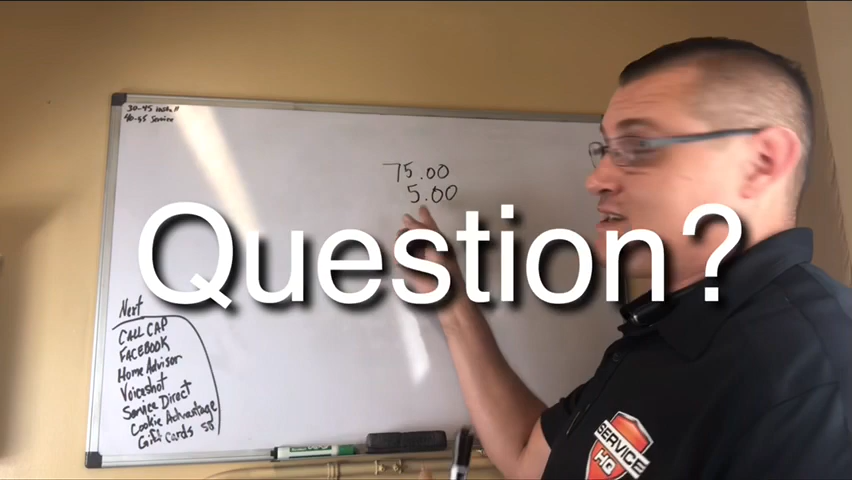 30-45 Install
40-45 Service
75.00
5.00
Question?
Next
CALL CAP
FACEBOOK
Home Advisor
Voiceshot
Service Direct
Cookie Advantage
Gift cards
SERVICE
HQ